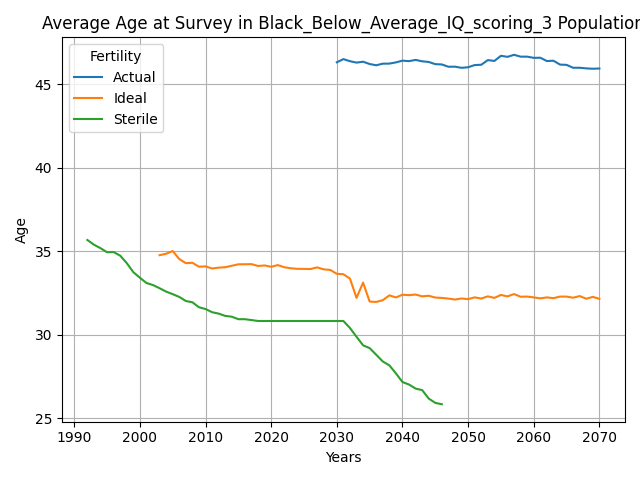 Average Age at Survey in Black_Below_Average_IQ_scoring_3 Population
Fertility
Actual
Ideal
Sterile
45
40
35
30
25
Age
1990 2000 2010 2020 2030 2040 2050 2060 2070
Years